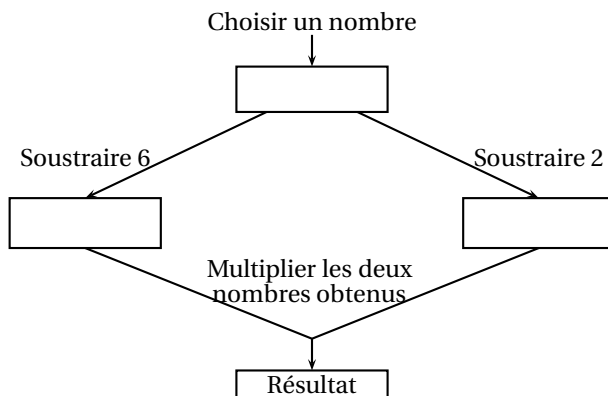 Choisir un nombre
Soustraire 6
Soustraire 2
Multiplier les deux
nombres obtenus
Résultat